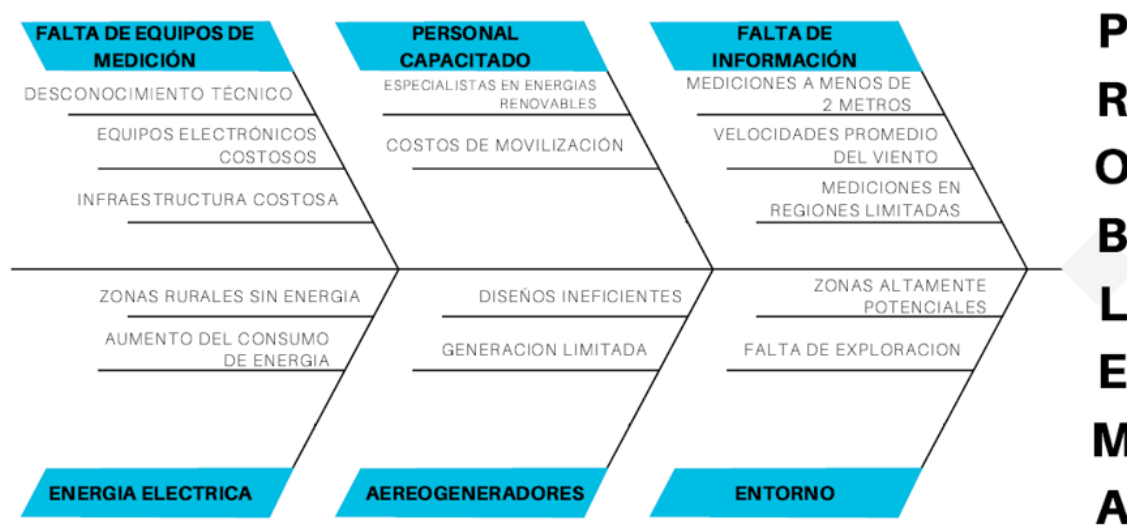 FALTA DE EQUIPOS DE
MEDICIÓN
DESCONOCIMIENTO TÉCNICO
EQUIPOS ELECTRÓNICOS
COSTOSOS
INFRAESTRUCTURA COSTOSA
PERSONAL
CAPACITADO
ESPECIALISTAS EN ENERGIAS
RENOVABLES
COSTOS DE MOVILIZACIÓN
FALTA DE
INFORMACIÓN
MEDICIONES A MENOS DE
2 METROS
VELOCIDADES PROMEDIO
DEL VIENTO
MEDICIONES EN
REGIONES LIMITADAS
ZONAS RURALES SIN ENERGIA
AUMENTO DEL CONSUMO
DE ENERGIA
ENERGIA ELECTRICA
DISEÑOS INEFICIENTES
GENERACION LIMITADA
AEREOGENERADORES
ZONAS ALTAMENTE
POTENCIALES
FALTA DE EXPLORACION
ENTORNO
P
R
O
B
L
E
M
A